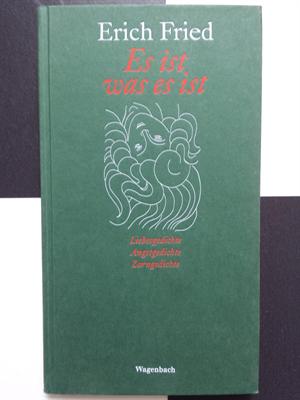 Erich Fried
Es ist
was es ist
Liebesgedichte
Angstgedichte
Zorngedichte
Wagenbach